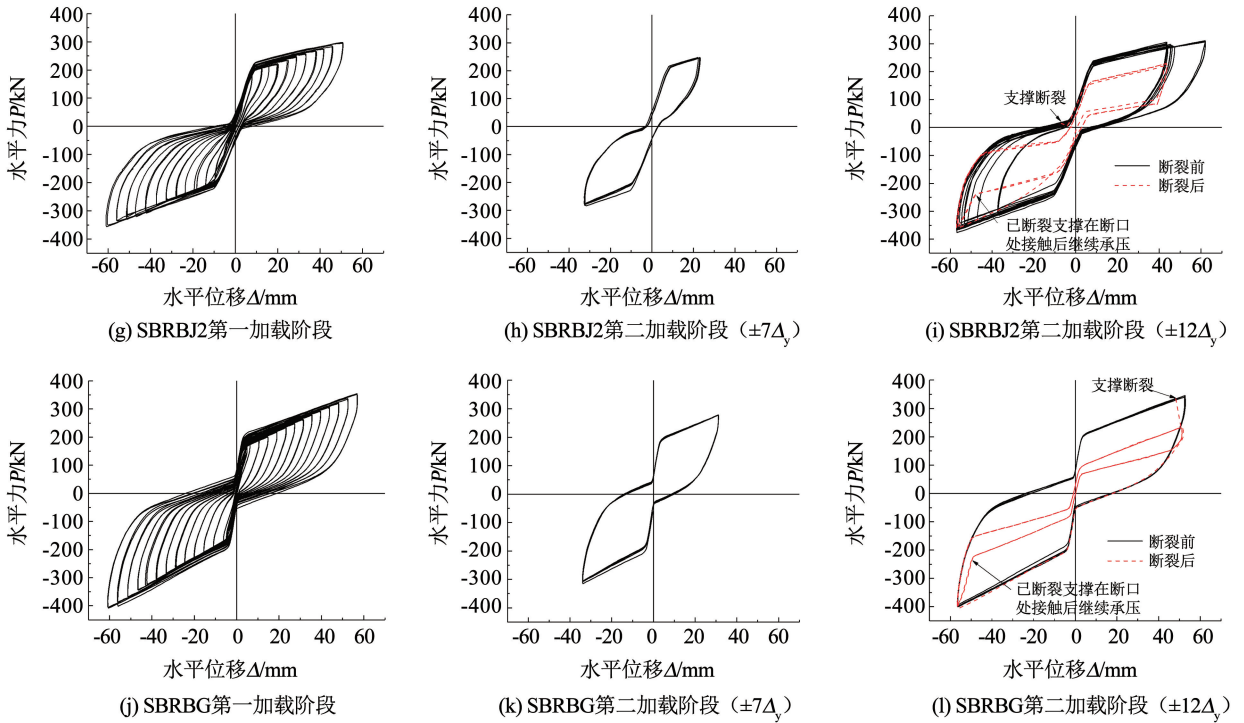 400
300
200
100
0
-100
-200
-300
-400
水平力P/kN
-60 -40 -20 0 20 40 60
水平位移Δ/mm
(g) SBRBJ2第一加载阶段
400
300
200
100
0
-100
-200
-300
-400
水平力P/kN
-60 -40 -20 0 20 40 60
水平位移Δ/mm
(h) SBRBJ2第二加载阶段（±7Δy）
400
300
200
100
0
-100
-200
-300
-400
水平力P/kN
支撑断裂
断裂前
断裂后
已断裂支撑在断口
处接触后继续承压
-60 -40 -20 0 20 40 60
水平位移Δ/mm
(i) SBRBJ2第二加载阶段（±12Δy）
400
300
200
100
0
-100
-200
-300
-400
水平力P/kN
-60 -40 -20 0 20 40 60
水平位移Δ/mm
(j) SBRBG第一加载阶段
400
300
200
100
0
-100
-200
-300
-400
水平力P/kN
-60 -40 -20 0 20 40 60
水平位移Δ/mm
(k) SBRBG第二加载阶段（±7Δy）
400
300
200
100
0
-100
-200
-300
-400
水平力P/kN
支撑断裂
断裂前
断裂后
已断裂支撑在断口
处接触后继续承压
-60 -40 -20 0 20 40 60
水平位移Δ/mm
(l) SBRBG第二加载阶段（±12Δy）